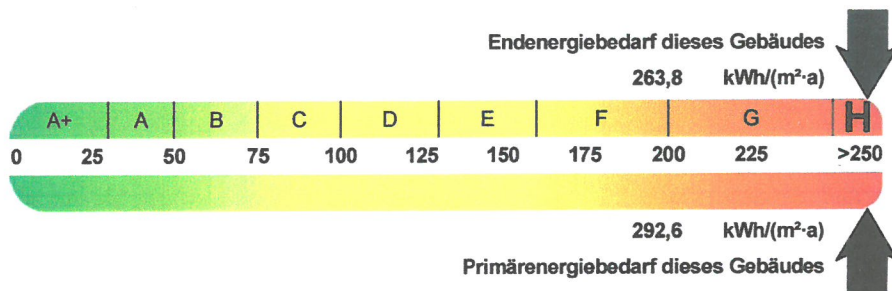 Endenergiebedarf dieses Gebäudes
263,8 kWh/(m²·a)
A+ A B C D E F G H
0 25 50 75 100 125 150 175 200 225 >250
292,6 kWh/(m²·a)
Primärenergiebedarf dieses Gebäudes